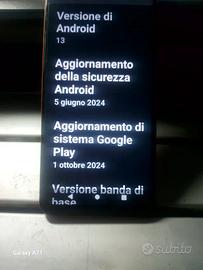 Versione di
Android
13
Aggiornamento
della sicurezza
Android
5 giugno 2024
Aggiornamento di
sistema Google
Play
1 ottobre 2024
Versione banda di
base
Galaxy A71
subito